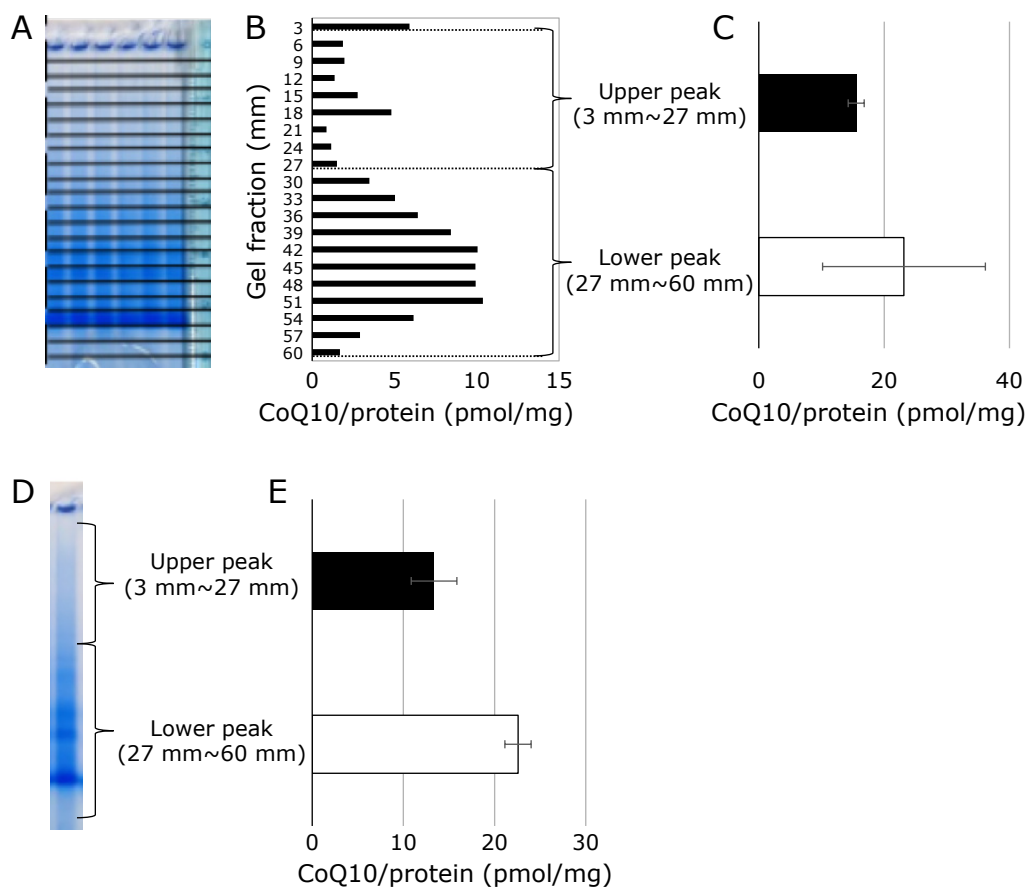 A
B
C
Gel fraction (mm)
3
6
9
12
15
18
21
24
27
30
33
36
39
42
45
48
51
54
57
60
0 5 10 15
CoQ10/protein (pmol/mg)
Upper peak
(3 mm~27 mm)
Lower peak
(27 mm~60 mm)
0 20 40
CoQ10/protein (pmol/mg)
D
E
Upper peak
(3 mm~27 mm)
Lower peak
(27 mm~60 mm)
0 10 20 30
CoQ10/protein (pmol/mg)